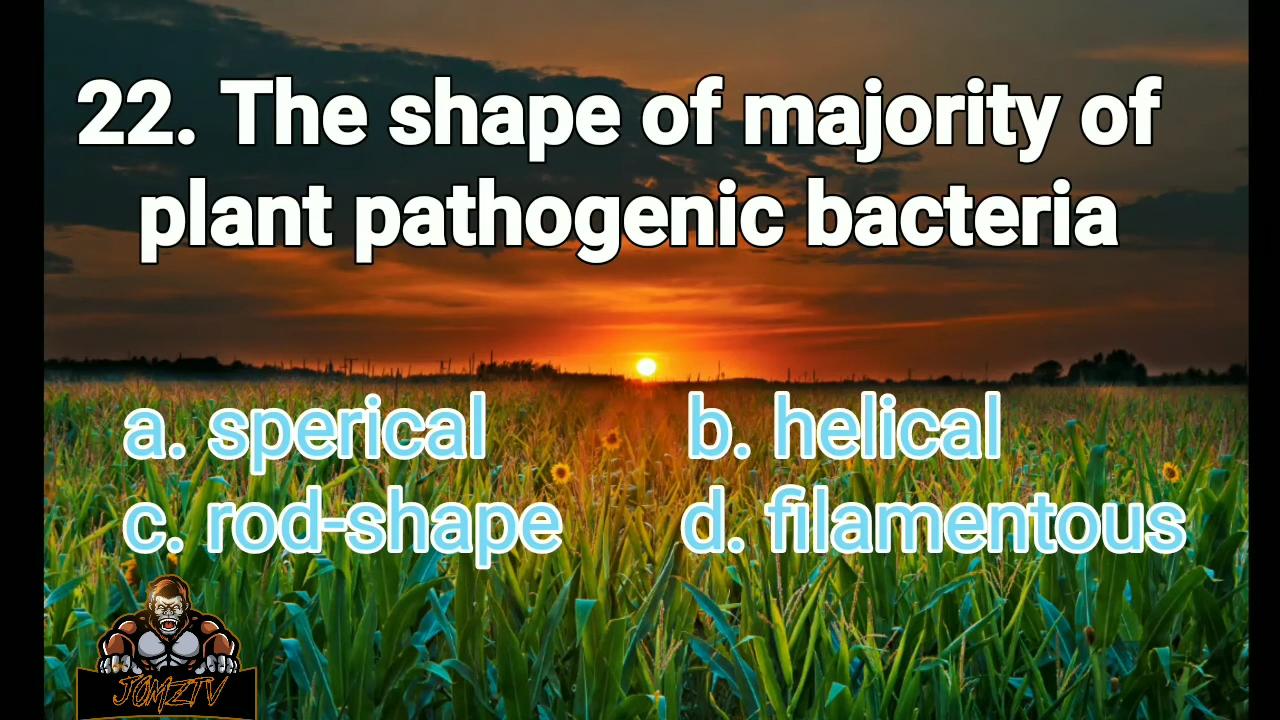 22. The shape of majority of
plant pathogenic bacteria
a. sperical b. helical
c. rod-shape d. filamentous
JOMZTV